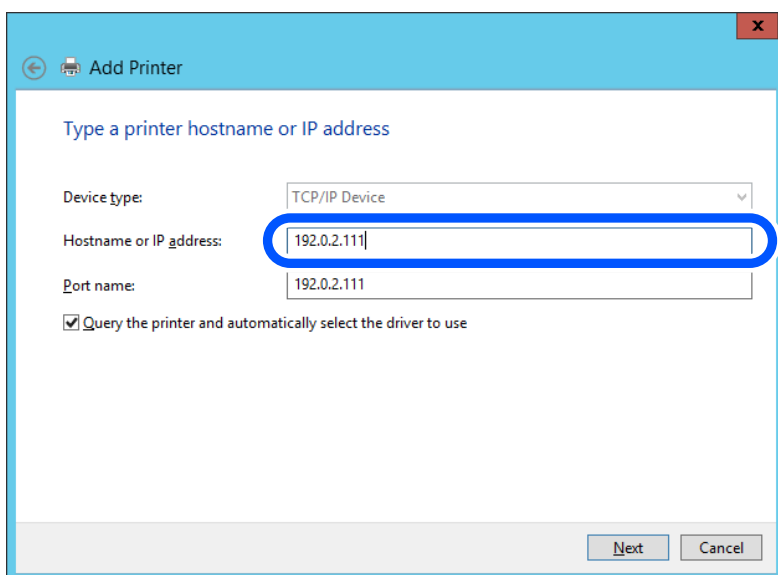 x
Add Printer
Type a printer hostname or IP address
Device type: TCP/IP Device
Hostname or IP address: 192.0.2.111
Port name: 192.0.2.111
Query the printer and automatically select the driver to use
Next Cancel